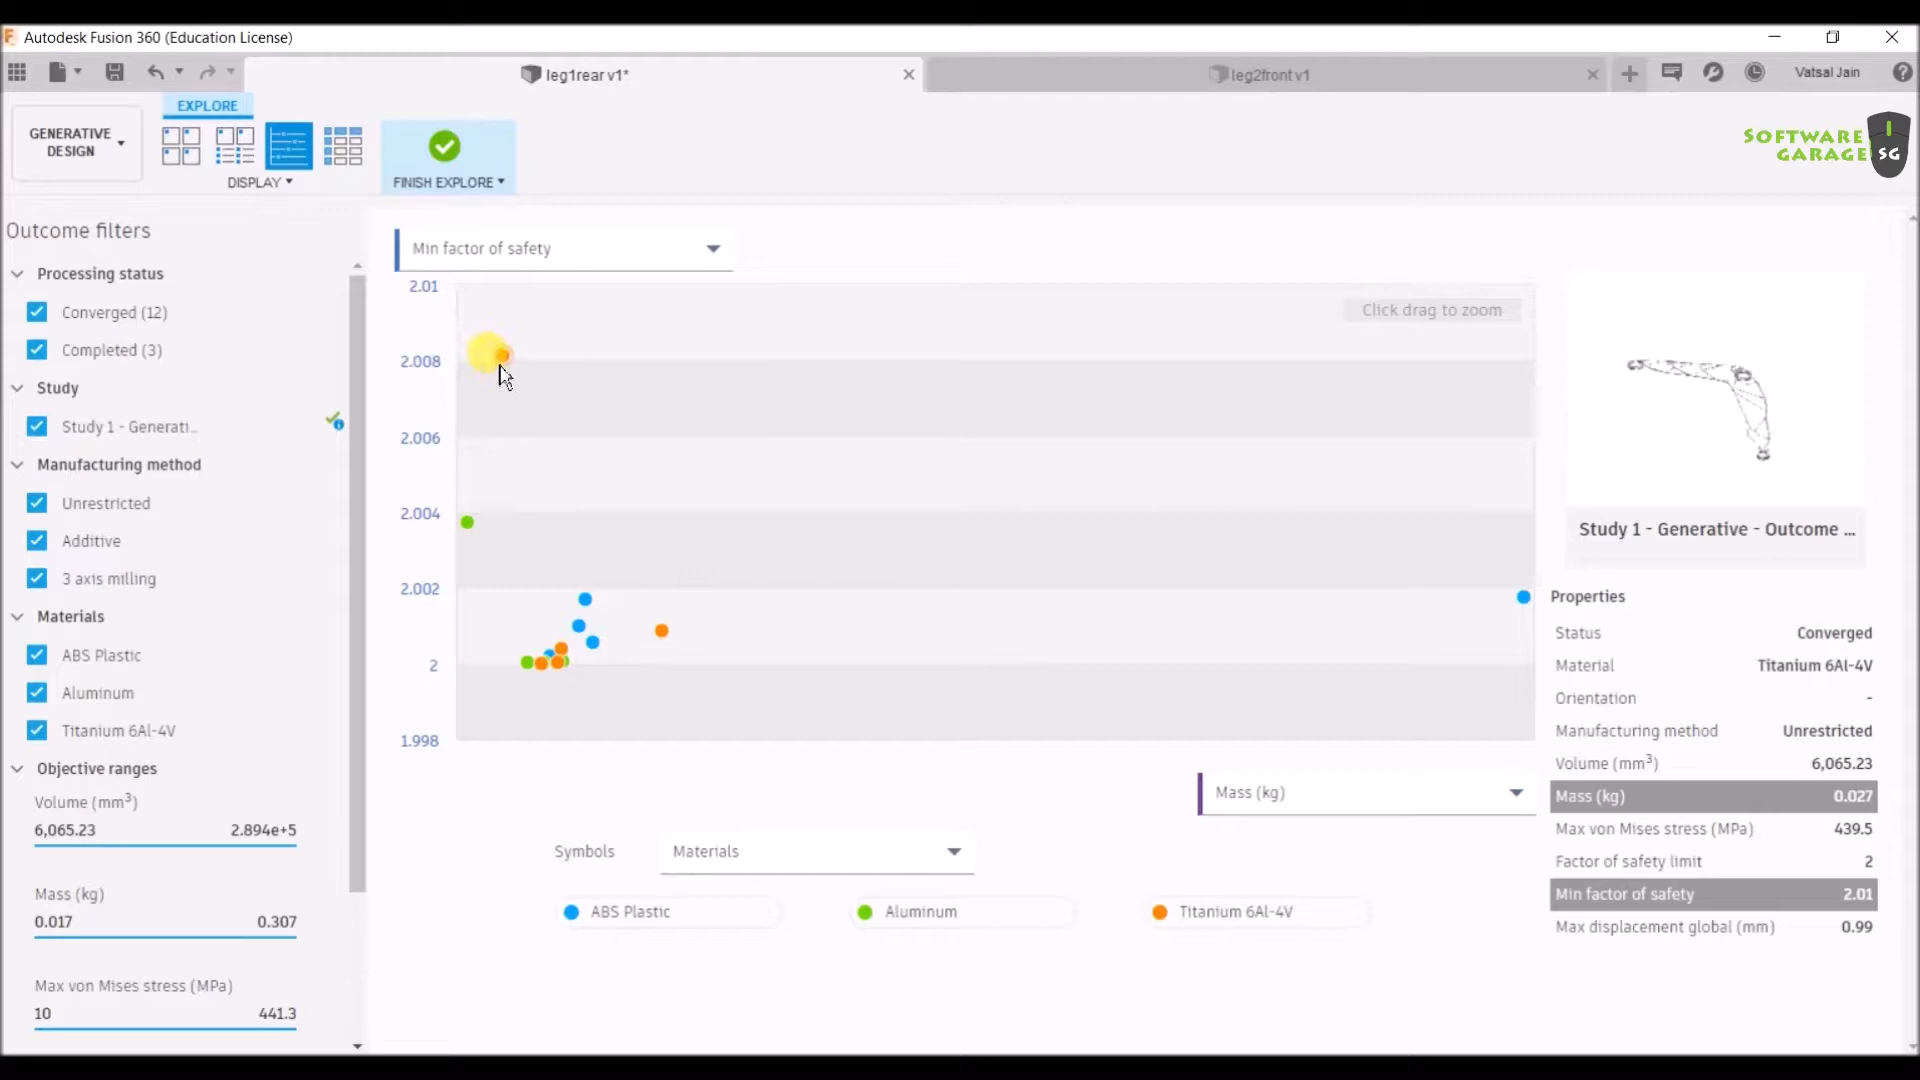 Autodesk Fusion 360 (Education License)
leg1rear v1*
leg2front v1
Vatsal Jain
EXPLORE
GENERATIVE
DESIGN
DISPLAY
FINISH EXPLORE
SOFTWARE
GARAGE
SG
Outcome filters
Processing status
Converged (12)
Completed (3)
Study
Study 1 - Generati...
Manufacturing method
Unrestricted
Additive
3 axis milling
Materials
ABS Plastic
Aluminum
Titanium 6Al-4V
Objective ranges
Volume (mm³)
6,065.23 2.894e+5
Mass (kg)
0.017 0.307
Max von Mises stress (MPa)
10 441.3
Min factor of safety
2.01
2.008
2.006
2.004
2.002
2
1.998
Click drag to zoom
Mass (kg)
Symbols Materials
ABS Plastic Aluminum Titanium 6Al-4V
Study 1 - Generative - Outcome ...
Properties
Status Converged
Material Titanium 6Al-4V
Orientation -
Manufacturing method Unrestricted
Volume (mm³) 6,065.23
Mass (kg) 0.027
Max von Mises stress (MPa) 439.5
Factor of safety limit 2
Min factor of safety 2.01
Max displacement global (mm) 0.99